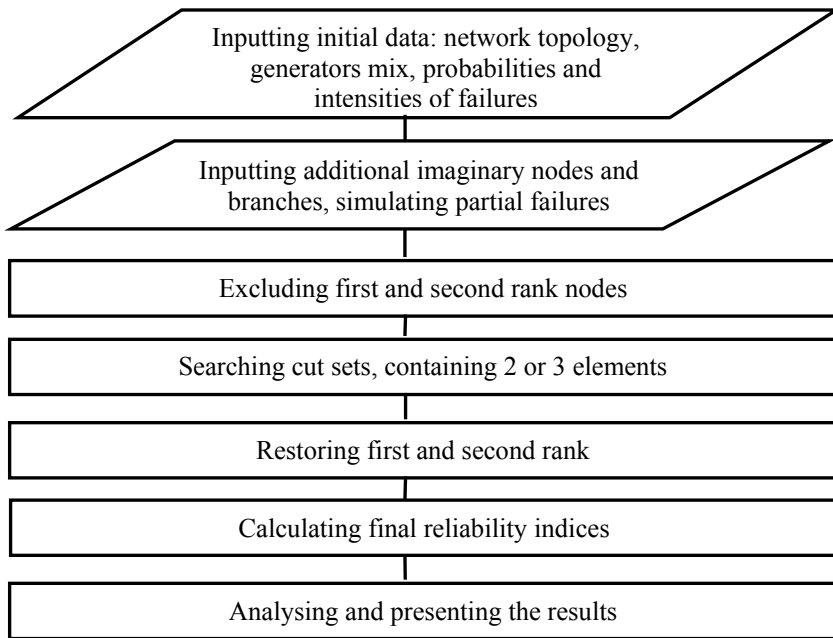 Inputting initial data: network topology,
generators mix, probabilities and
intensities of failures
Inputting additional imaginary nodes and
branches, simulating partial failures
Excluding first and second rank nodes
Searching cut sets, containing 2 or 3 elements
Restoring first and second rank
Calculating final reliability indices
Analysing and presenting the results